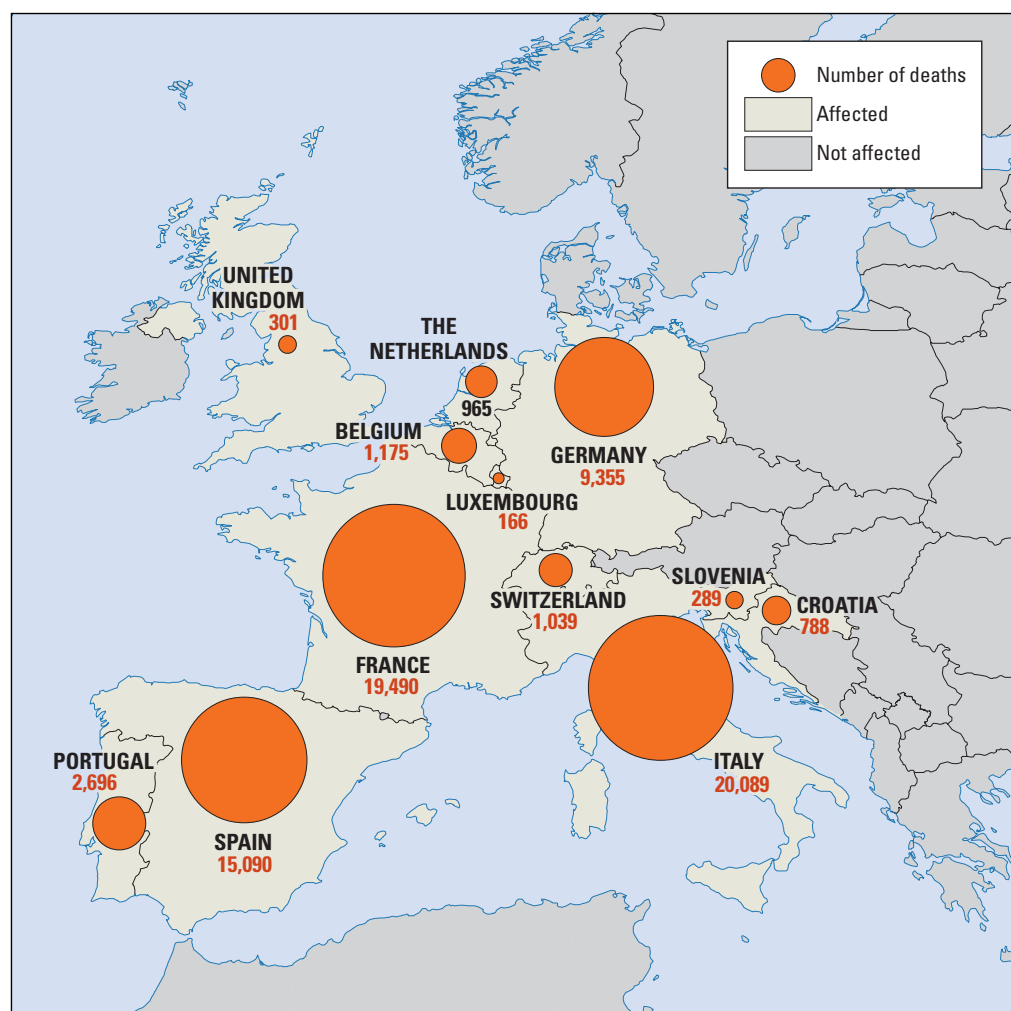 Number of deaths
Affected
Not affected
UNITED
KINGDOM
301
THE
NETHERLANDS
965
BELGIUM
1,175
GERMANY
9,355
LUXEMBOURG
166
SWITZERLAND
1,039
SLOVENIA
289
CROATIA
788
FRANCE
19,490
PORTUGAL
2,696
SPAIN
15,090
ITALY
20,089